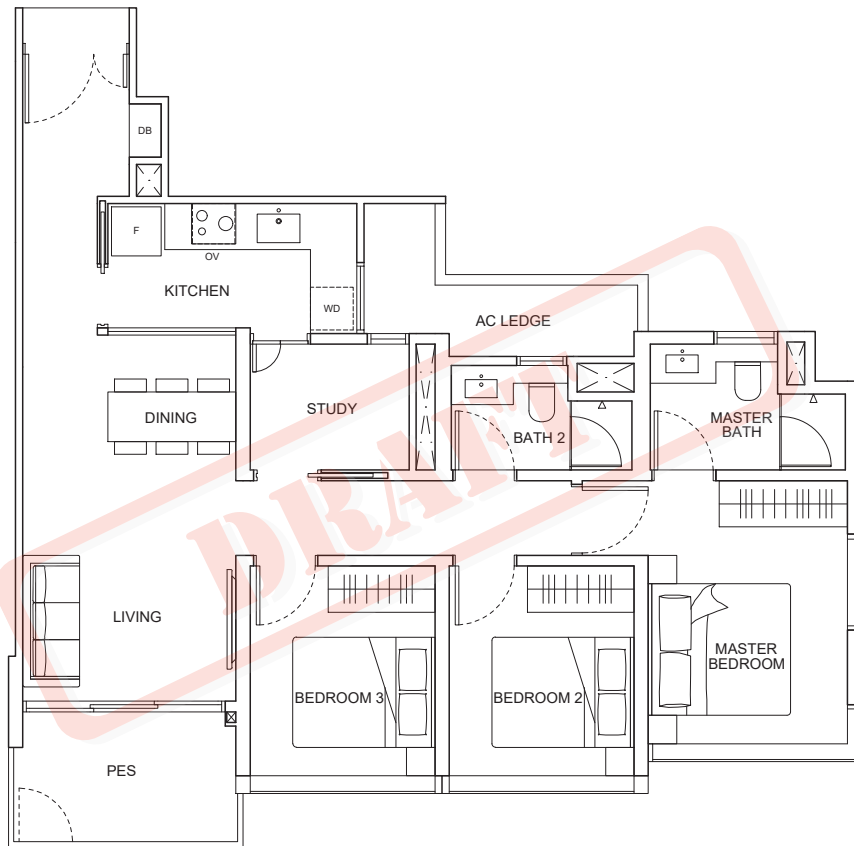 DB
F
OV
KITCHEN
WD
AC LEDGE
DINING
STUDY
BATH 2
MASTER
BATH
DRAFT
LIVING
BEDROOM 3
BEDROOM 2
MASTER
BEDROOM
PES